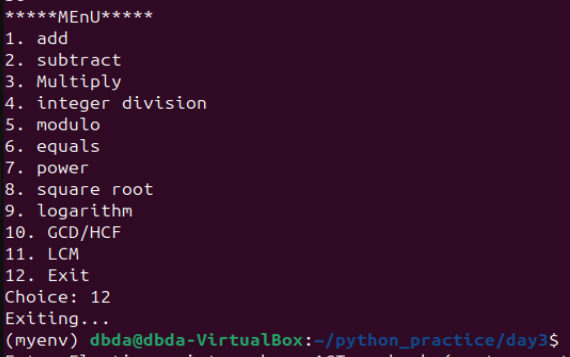 *****MEnU*****
1. add
2. subtract
3. Multiply
4. integer division
5. modulo
6. equals
7. power
8. square root
9. logarithm
10. GCD/HCF
11. LCM
12. Exit
Choice: 12
Exiting...
(myenv) dbda@dbda-VirtualBox:~/python_practice/day3$